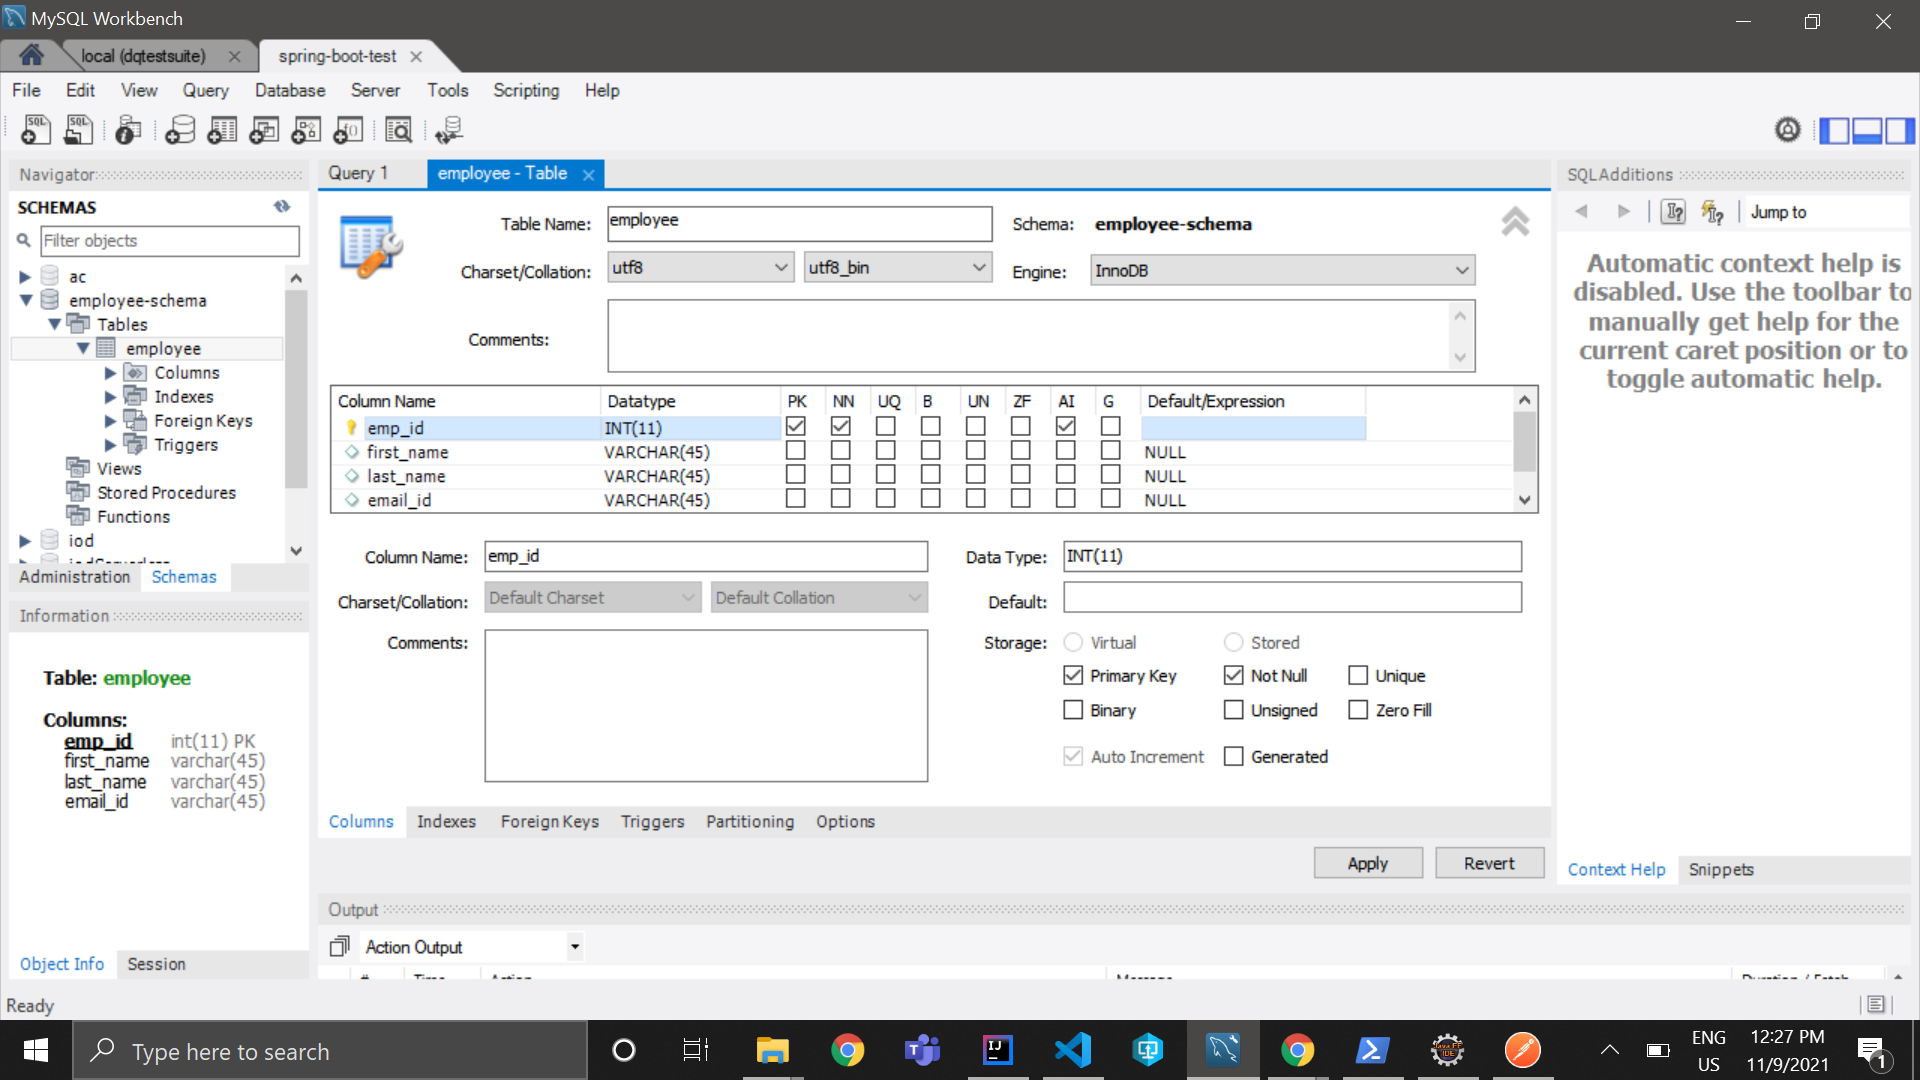 MySQL Workbench
local (dqtestsuite)
spring-boot-test
File Edit View Query Database Server Tools Scripting Help
Navigator
SCHEMAS
Filter objects
ac
employee-schema
Tables
employee
Columns
Indexes
Foreign Keys
Triggers
Views
Stored Procedures
Functions
iod
Administration Schemas
Information
Table: employee
Columns:
emp_id int(11) PK
first_name varchar(45)
last_name varchar(45)
email_id varchar(45)
Object Info Session
Query 1 employee - Table
Table Name: employee Schema: employee-schema
Charset/Collation: utf8 utf8_bin Engine: InnoDB
Comments:
Column Name Datatype PK NN UQ B UN ZF AI G Default/Expression
emp_id INT(11)
first_name VARCHAR(45) NULL
last_name VARCHAR(45) NULL
email_id VARCHAR(45) NULL
Column Name: emp_id Data Type: INT(11)
Charset/Collation: Default Charset Default Collation Default:
Comments: Storage: Virtual Stored
Primary Key Not Null Unique
Binary Unsigned Zero Fill
Auto Increment Generated
Columns Indexes Foreign Keys Triggers Partitioning Options
Apply Revert
Output
Action Output
SQLAdditions
Jump to
Automatic context help is
disabled. Use the toolbar to
manually get help for the
current caret position or to
toggle automatic help.
Context Help Snippets
Ready
Type here to search
ENG
US
12:27 PM
11/9/2021
1